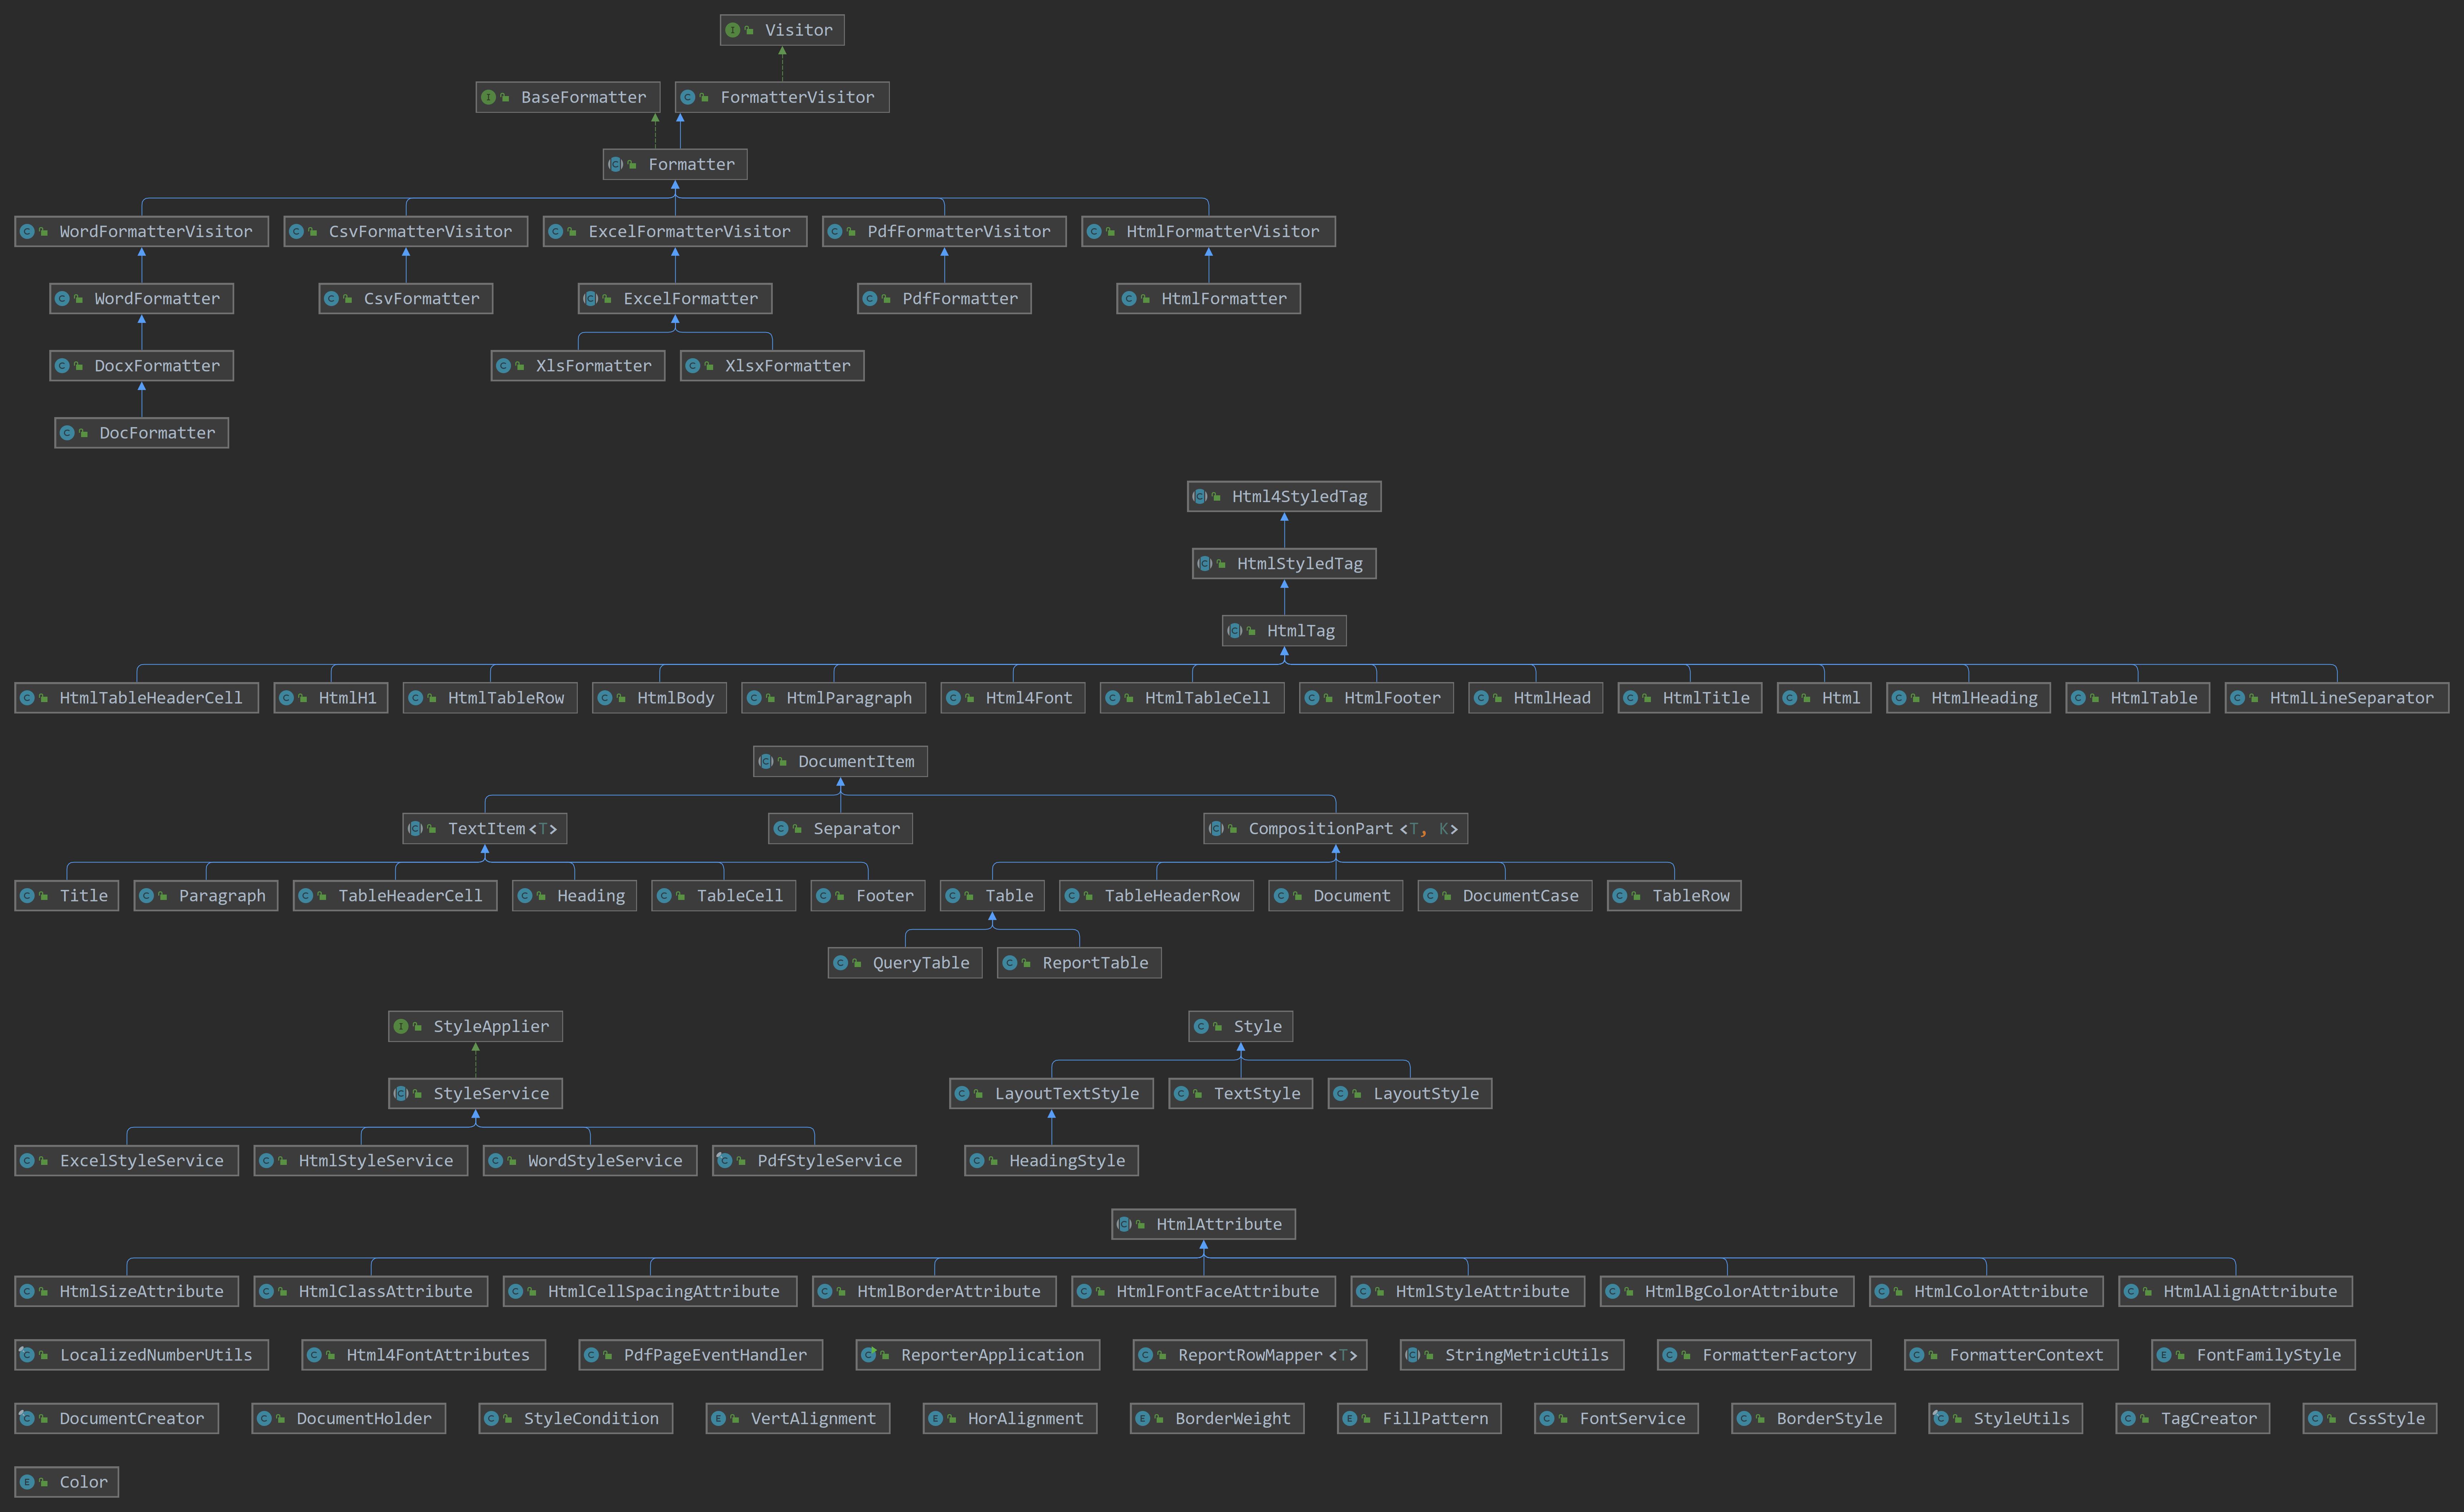 Visitor
BaseFormatter FormatterVisitor
Formatter
WordFormatterVisitor CsvFormatterVisitor ExcelFormatterVisitor PdfFormatterVisitor HtmlFormatterVisitor
WordFormatter CsvFormatter ExcelFormatter PdfFormatter HtmlFormatter
DocxFormatter XlsFormatter XlsxFormatter
DocFormatter
Html4StyledTag
HtmlStyledTag
HtmlTag
HtmlTableHeaderCell HtmlH1 HtmlTableRow HtmlBody HtmlParagraph Html4Font HtmlTableCell HtmlFooter HtmlHead HtmlTitle Html HtmlHeading HtmlTable HtmlLineSeparator
DocumentItem
TextItem<T> Separator CompositionPart<T, K>
Title Paragraph TableHeaderCell Heading TableCell Footer Table TableHeaderRow Document DocumentCase TableRow
QueryTable ReportTable
StyleApplier Style
StyleService LayoutTextStyle TextStyle LayoutStyle
ExcelStyleService HtmlStyleService WordStyleService PdfStyleService HeadingStyle
HtmlAttribute
HtmlSizeAttribute HtmlClassAttribute HtmlCellSpacingAttribute HtmlBorderAttribute HtmlFontFaceAttribute HtmlStyleAttribute HtmlBgColorAttribute HtmlColorAttribute HtmlAlignAttribute
LocalizedNumberUtils Html4FontAttributes PdfPageEventHandler ReporterApplication ReportRowMapper<T> StringMetricUtils FormatterFactory FormatterContext FontFamilyStyle
DocumentCreator DocumentHolder StyleCondition VertAlignment HorAlignment BorderWeight FillPattern FontService BorderStyle StyleUtils TagCreator CssStyle
Color